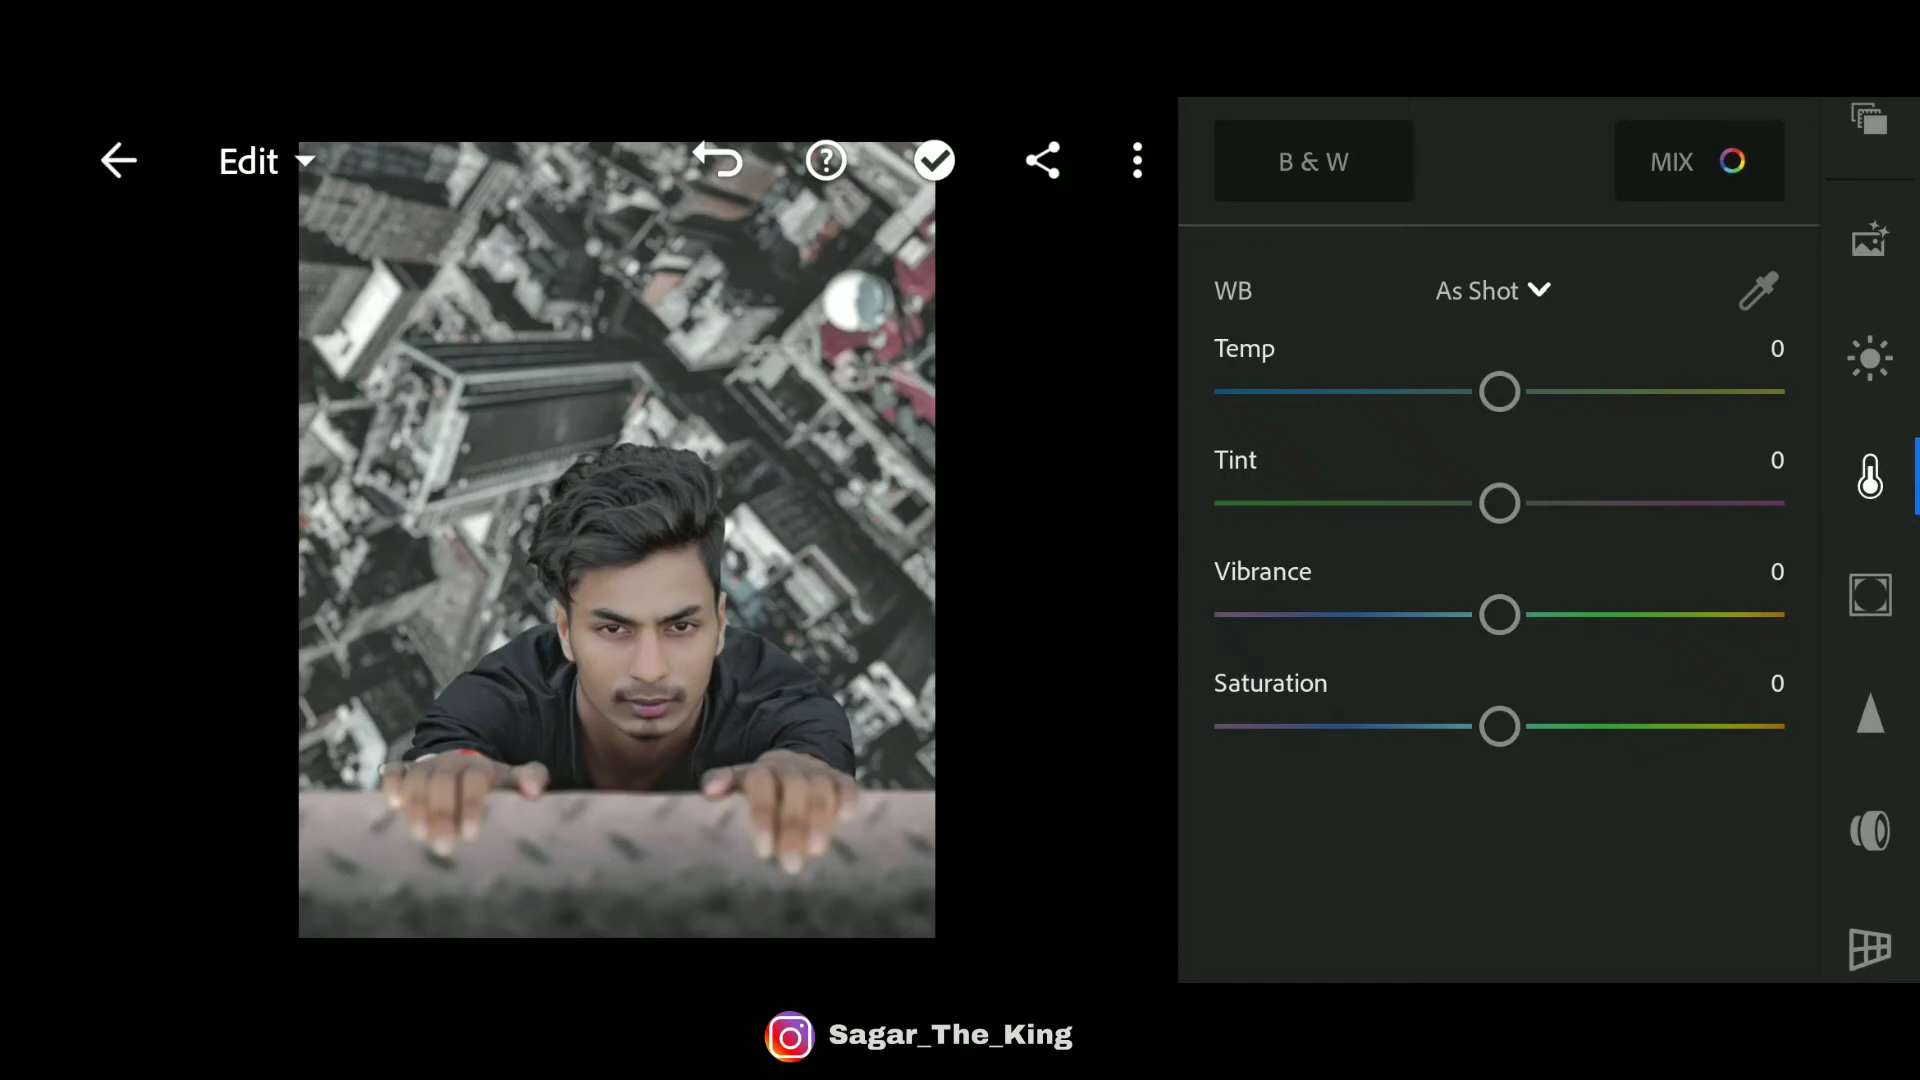 Edit
B & W
MIX
WB
As Shot
Temp
0
Tint
0
Vibrance
0
Saturation
0
Sagar_The_King